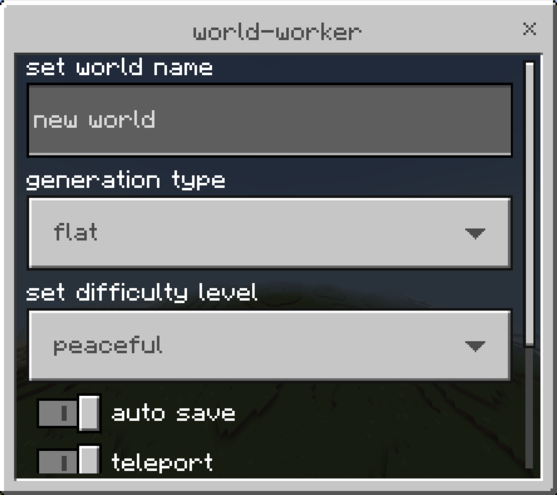 world-worker
set world name
new world
generation type
flat
set difficulty level
peaceful
auto save
teleport